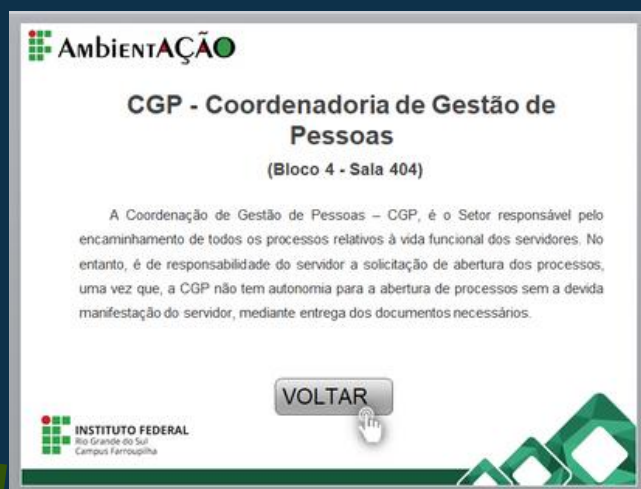 AmbientAÇÃO
CGP - Coordenadoria de Gestão de
Pessoas
(Bloco 4 - Sala 404)
A Coordenação de Gestão de Pessoas – CGP, é o Setor responsável pelo
encaminhamento de todos os processos relativos à vida funcional dos servidores. No
entanto, é de responsabilidade do servidor a solicitação de abertura dos processos,
uma vez que, a CGP não tem autonomia para a abertura de processos sem a devida
manifestação do servidor, mediante entrega dos documentos necessários.
VOLTAR
INSTITUTO FEDERAL
Rio Grande do Sul
Campus Farroupilha